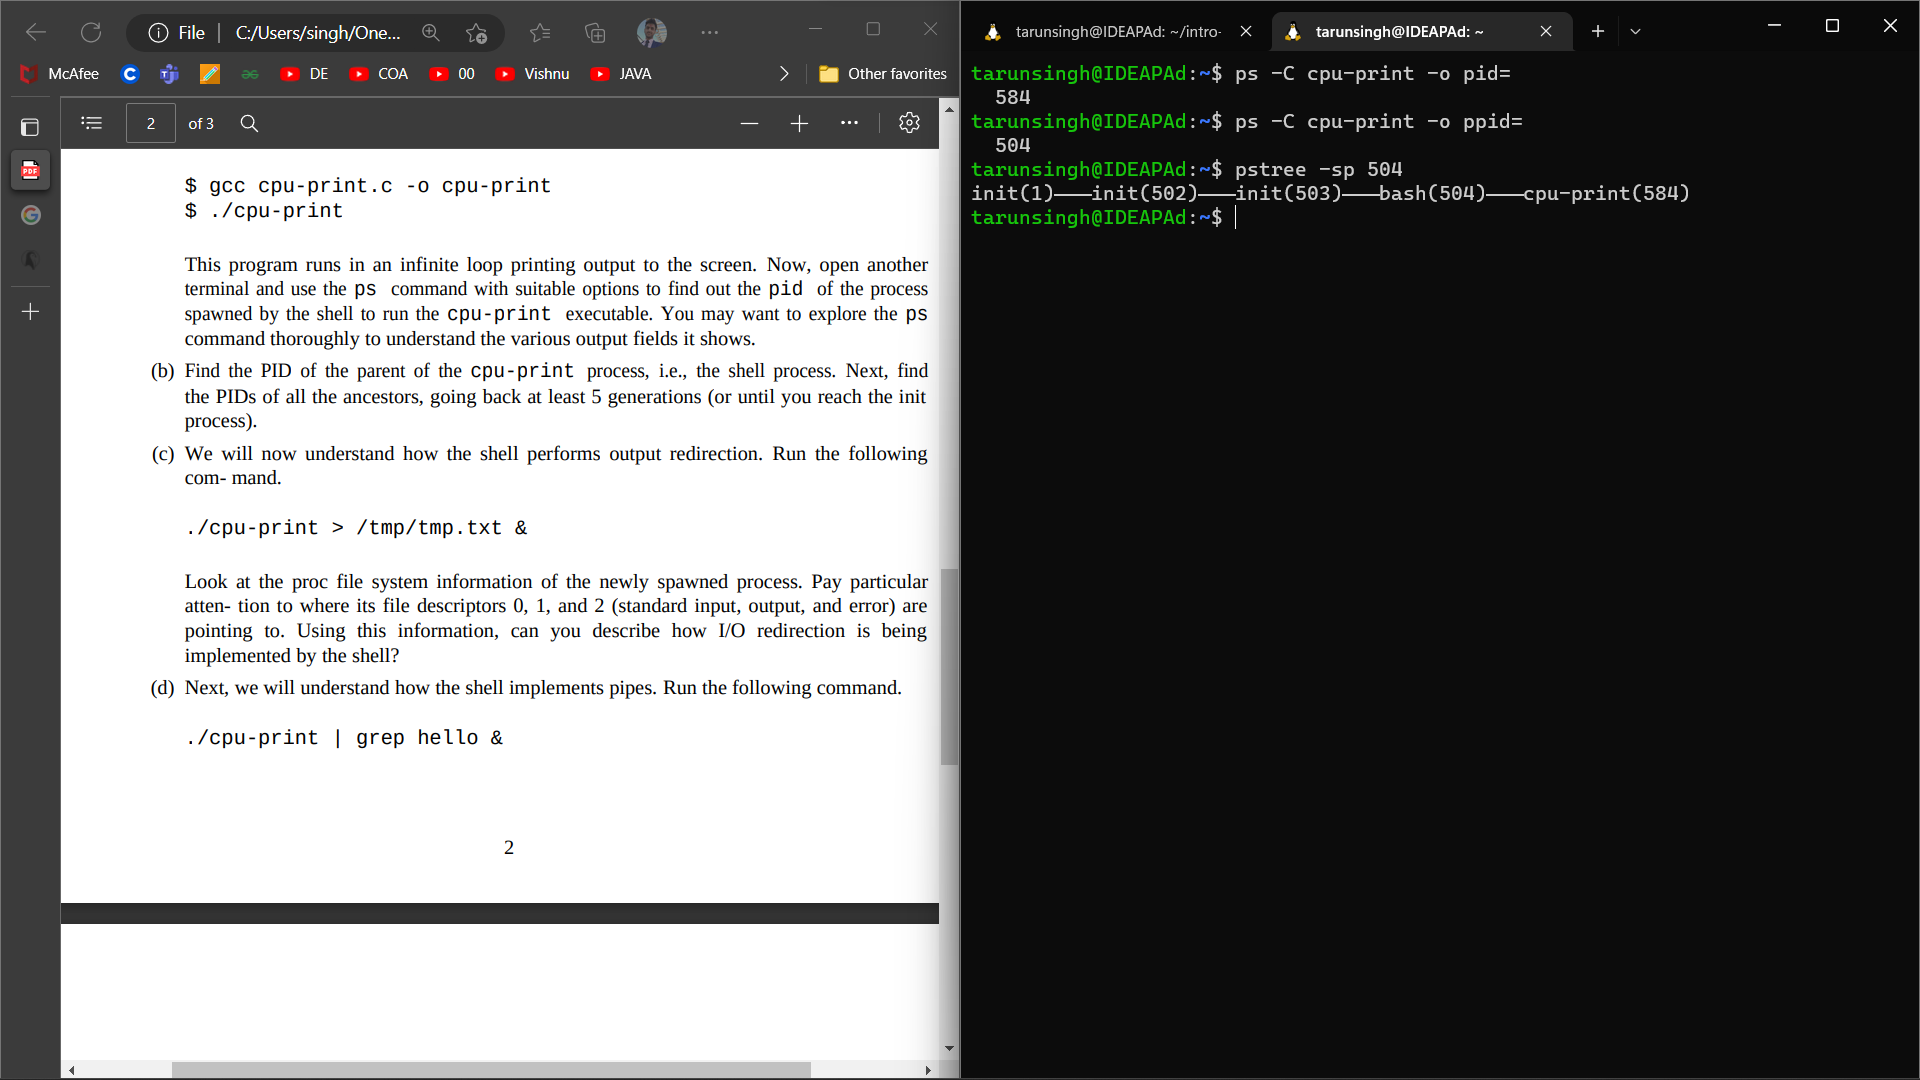 File
C:/Users/singh/One...
McAfee
DE
COA
00
Vishnu
JAVA
Other favorites
2
of 3
$ gcc cpu-print.c -o cpu-print
$ ./cpu-print
This program runs in an infinite loop printing output to the screen. Now, open another
terminal and use the ps command with suitable options to find out the pid of the process
spawned by the shell to run the cpu-print executable. You may want to explore the ps
command thoroughly to understand the various output fields it shows.
(b) Find the PID of the parent of the cpu-print process, i.e., the shell process. Next, find
the PIDs of all the ancestors, going back at least 5 generations (or until you reach the init
process).
(c) We will now understand how the shell performs output redirection. Run the following
com- mand.
./cpu-print > /tmp/tmp.txt &
Look at the proc file system information of the newly spawned process. Pay particular
atten- tion to where its file descriptors 0, 1, and 2 (standard input, output, and error) are
pointing to. Using this information, can you describe how I/O redirection is being
implemented by the shell?
(d) Next, we will understand how the shell implements pipes. Run the following command.
./cpu-print | grep hello &
2
tarunsingh@IDEAPAd: ~/intro-
tarunsingh@IDEAPAd: ~
tarunsingh@IDEAPAd:~$ ps -C cpu-print -o pid=
584
tarunsingh@IDEAPAd:~$ ps -C cpu-print -o ppid=
504
tarunsingh@IDEAPAd:~$ pstree -sp 504
init(1)───init(502)───init(503)───bash(504)───cpu-print(584)
tarunsingh@IDEAPAd:~$